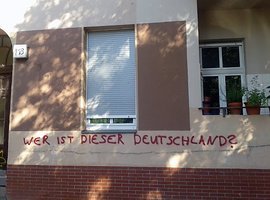 WER IST DIESER DEUTSCHLAND?